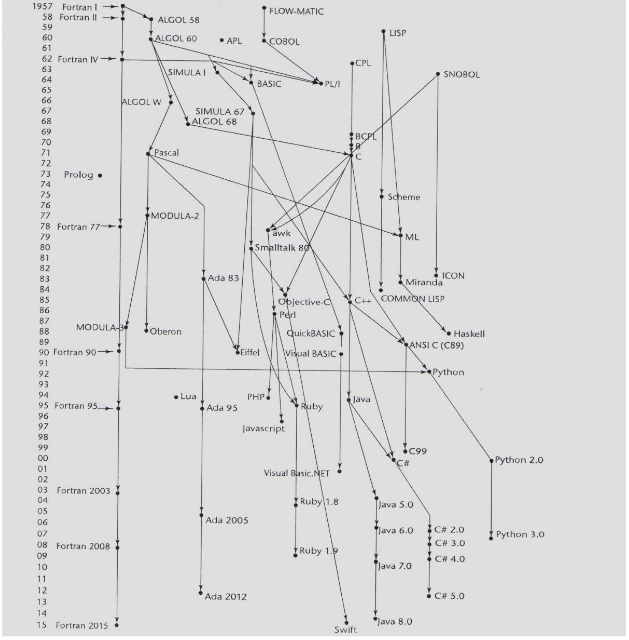 1957 Fortran I FLOW-MATIC
58 Fortran II ALGOL 58
59 LISP
60 ALGOL 60 APL COBOL
61
62 Fortran IV CPL
63 SIMULA I SNOBOL
64 BASIC PL/I
65
66 ALGOL W
67 SIMULA 67
68 ALGOL 68
69 BCPL
70 B
71 Pascal C
72
73 Prolog
74
75 Scheme
76
77 MODULA-2
78 Fortran 77 awk
79 ML
80 Smalltalk 80
81
82 ICON
83 Ada 83 Miranda
84 COMMON LISP
85 Objective-C C++
86 Perl
87 MODULA-3
88 Oberon QuickBASIC Haskell
89 ANSI C (C89)
90 Fortran 90 Eiffel Visual BASIC
91
92 Python
93
94 Lua PHP Java
95 Fortran 95 Ada 95 Ruby
96
97 Javascript
98
99 C99
00 C# Python 2.0
01 Visual Basic.NET
02
03 Fortran 2003
04 Ruby 1.8 Java 5.0
05
06 Ada 2005 Java 6.0 C# 2.0
07 Python 3.0
08 Fortran 2008 C# 3.0
09 Ruby 1.9 C# 4.0
10 Java 7.0
11
12 Ada 2012 C# 5.0
13
14 Java 8.0
15 Fortran 2015 Swift